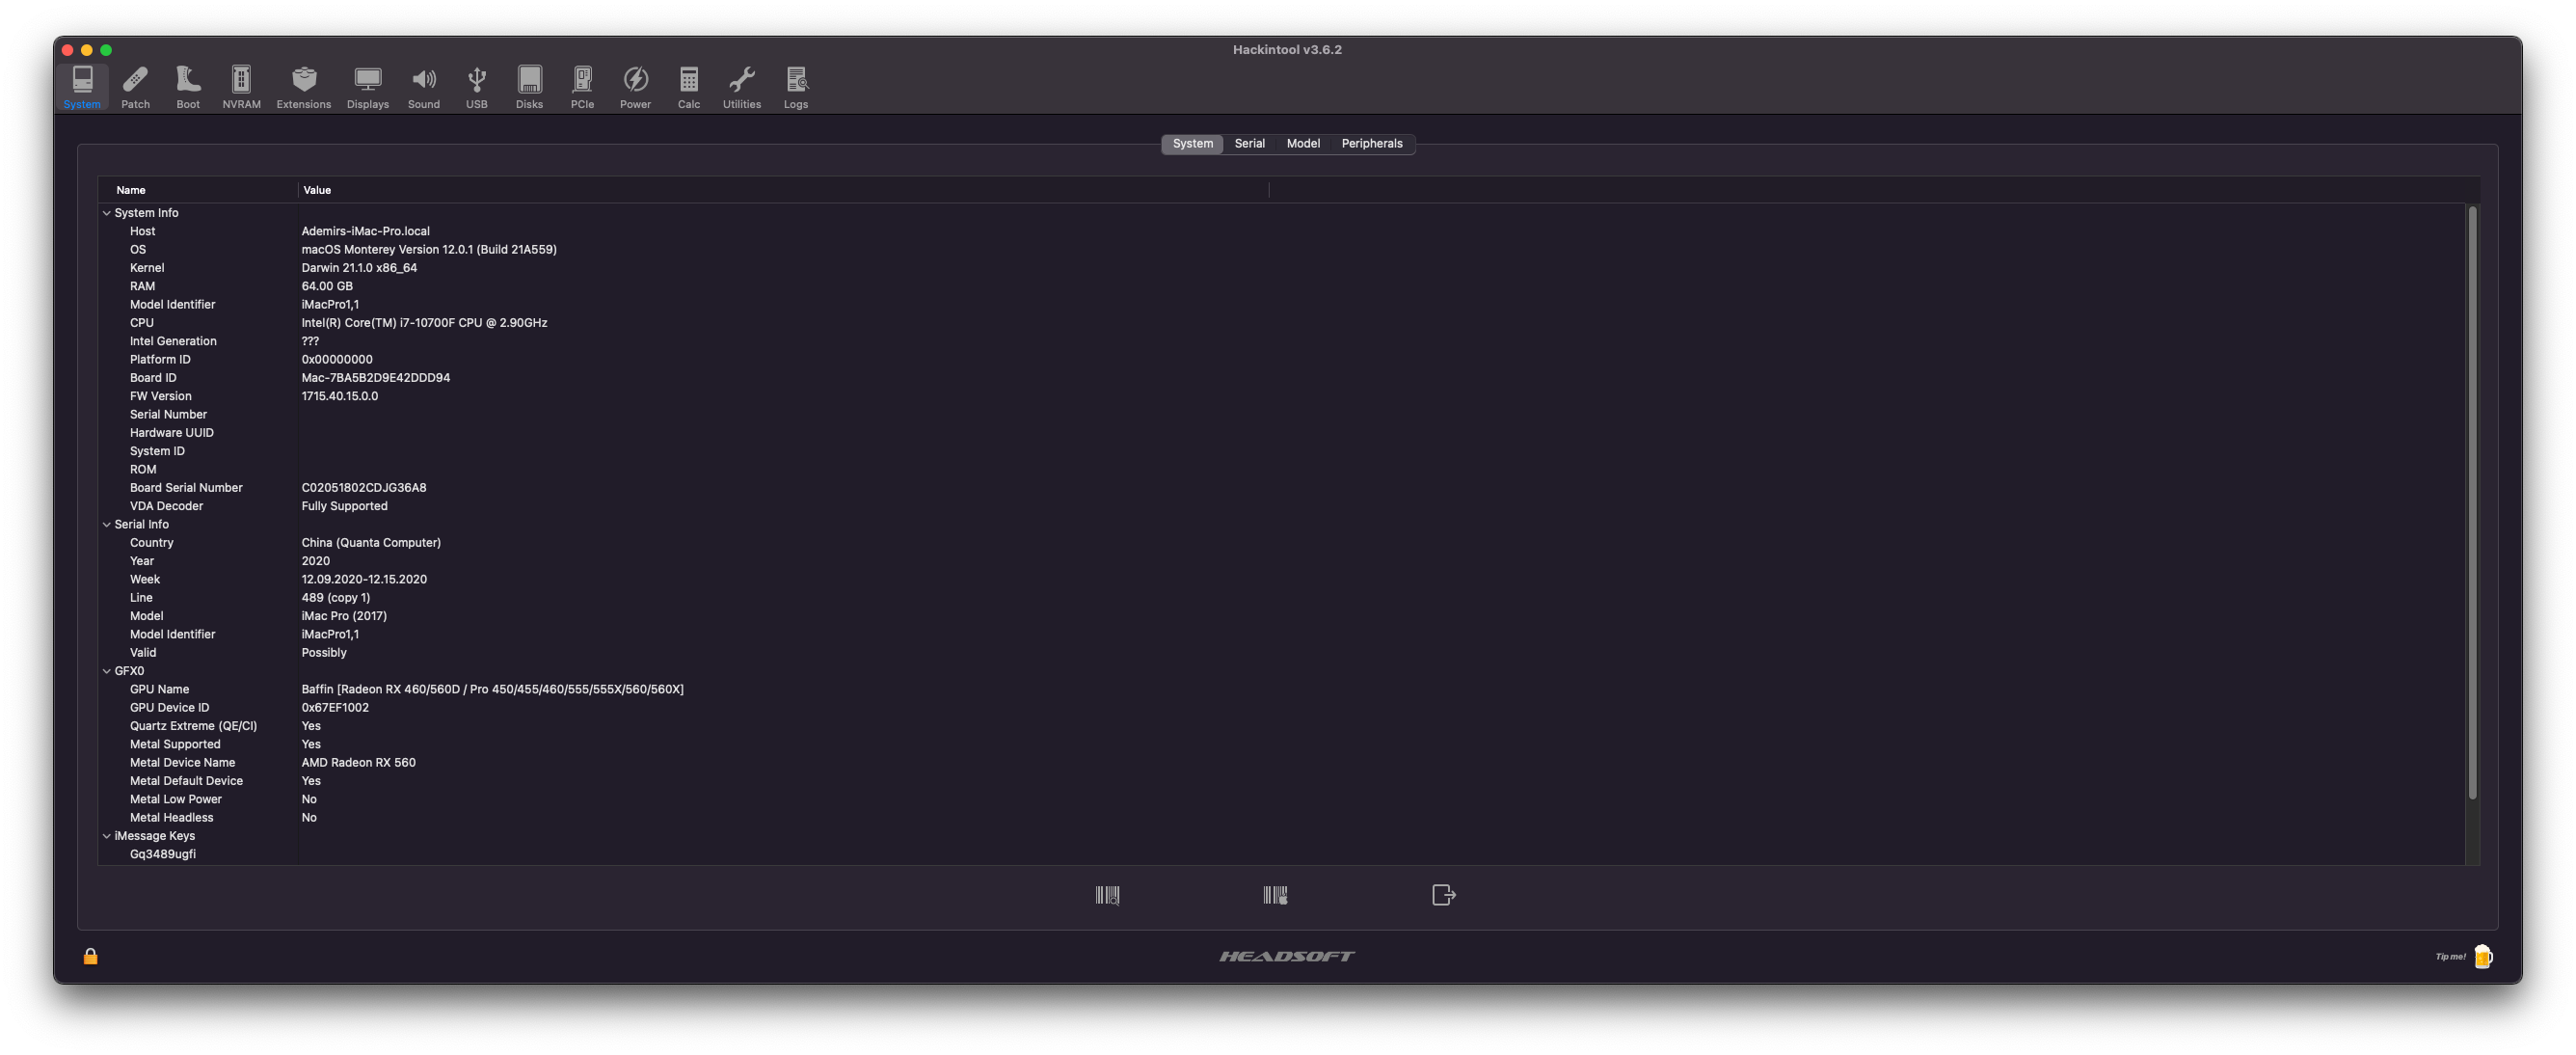 Hackintool v3.6.2
System Patch Boot NVRAM Extensions Displays Sound USB Disks PCIe Power Calc Utilities Logs
System Serial Model Peripherals
Name Value
System Info
Host Ademirs-iMac-Pro.local
OS macOS Monterey Version 12.0.1 (Build 21A559)
Kernel Darwin 21.1.0 x86_64
RAM 64.00 GB
Model Identifier iMacPro1,1
CPU Intel(R) Core(TM) i7-10700F CPU @ 2.90GHz
Intel Generation ???
Platform ID 0x00000000
Board ID Mac-7BA5B2D9E42DDD94
FW Version 1715.40.15.0.0
Serial Number
Hardware UUID
System ID
ROM
Board Serial Number C02051802CDJG36A8
VDA Decoder Fully Supported
Serial Info
Country China (Quanta Computer)
Year 2020
Week 12.09.2020-12.15.2020
Line 489 (copy 1)
Model iMac Pro (2017)
Model Identifier iMacPro1,1
Valid Possibly
GFX0
GPU Name Baffin [Radeon RX 460/560D / Pro 450/455/460/555/555X/560/560X]
GPU Device ID 0x67EF1002
Quartz Extreme (QE/CI) Yes
Metal Supported Yes
Metal Device Name AMD Radeon RX 560
Metal Default Device Yes
Metal Low Power No
Metal Headless No
iMessage Keys
Gq3489ugfi
HEADSOFT
Tip me!